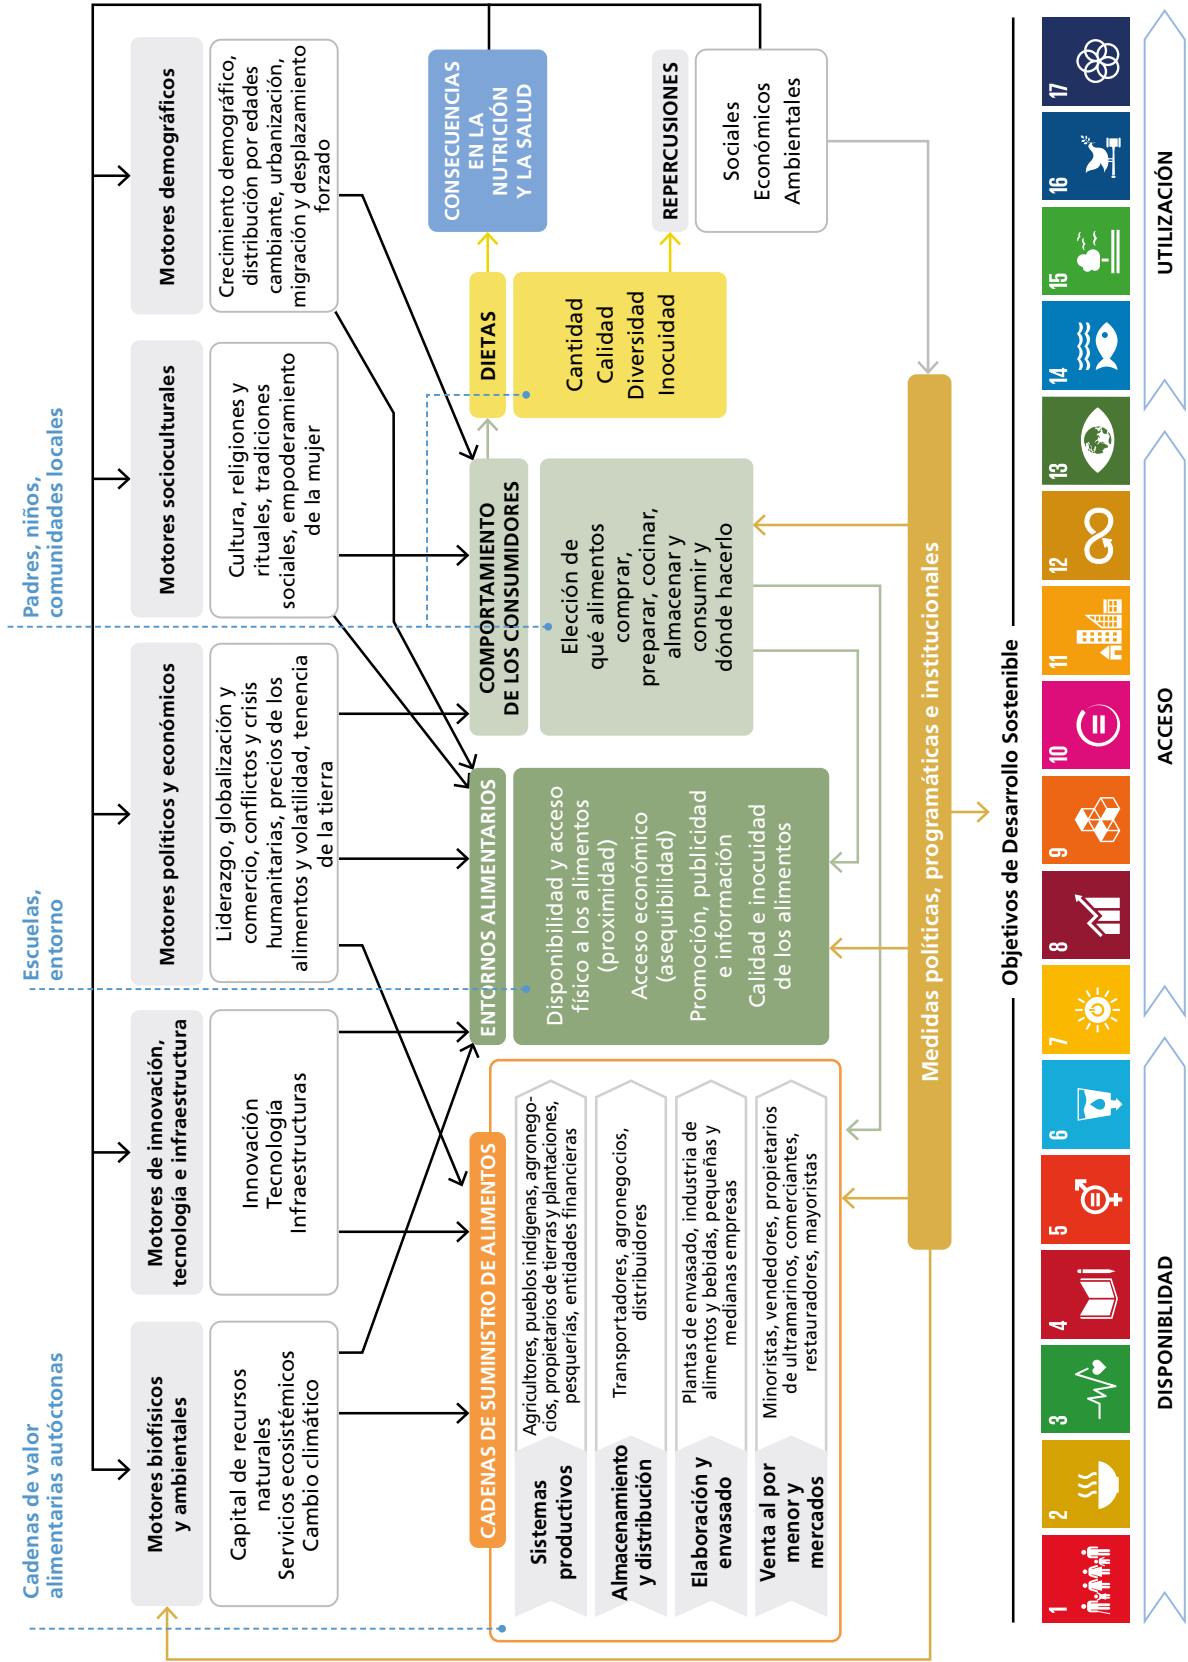 Cadenas de valor
alimentarias autóctonas
Escuelas,
entorno
Padres, niños,
comunidades locales
Motores biofísicos
y ambientales
Capital de recursos
naturales
Servicios ecosistémicos
Cambio climático
Motores de innovación,
tecnología e infraestructura
Innovación
Tecnología
Infraestructuras
Motores políticos y económicos
Liderazgo, globalización y
comercio, conflictos y crisis
humanitarias, precios de los
alimentos y volatilidad, tenencia
de la tierra
Motores socioculturales
Cultura, religiones y
rituales, tradiciones
sociales, empoderamiento
de la mujer
Motores demográficos
Crecimiento demográfico,
distribución por edades
cambiante, urbanización,
migración y desplazamiento
forzado
CADENAS DE SUMINISTRO DE ALIMENTOS
Sistemas
productivos
Agricultores, pueblos indígenas, agronego-
cios, propietarios de tierras y plantaciones,
pesquerías, entidades financieras
Almacenamiento
y distribución
Transportadores, agronegocios,
distribuidores
Elaboración y
envasado
Plantas de envasado, industria de
alimentos y bebidas, pequeñas y
medianas empresas
Venta al por
menor y
mercados
Minoristas, vendedores, propietarios
de ultramarinos, comerciantes,
restauradores, mayoristas
ENTORNOS ALIMENTARIOS
Disponibilidad y acceso
físico a los alimentos
(proximidad)
Acceso económico
(asequibilidad)
Promoción, publicidad
e información
Calidad e inocuidad
de los alimentos
COMPORTAMIENTO
DE LOS CONSUMIDORES
Elección de
qué alimentos
comprar,
preparar, cocinar,
almacenar y
consumir y
dónde hacerlo
DIETAS
Cantidad
Calidad
Diversidad
Inocuidad
CONSECUENCIAS
EN LA
NUTRICIÓN
Y LA SALUD
REPERCUSIONES
Sociales
Económicos
Ambientales
Medidas políticas, programáticas e institucionales
Objetivos de Desarrollo Sostenible
1
2
3
4
5
6
7
8
9
10
11
12
13
14
15
16
17
DISPONIBLIDAD
ACCESO
UTILIZACIÓN